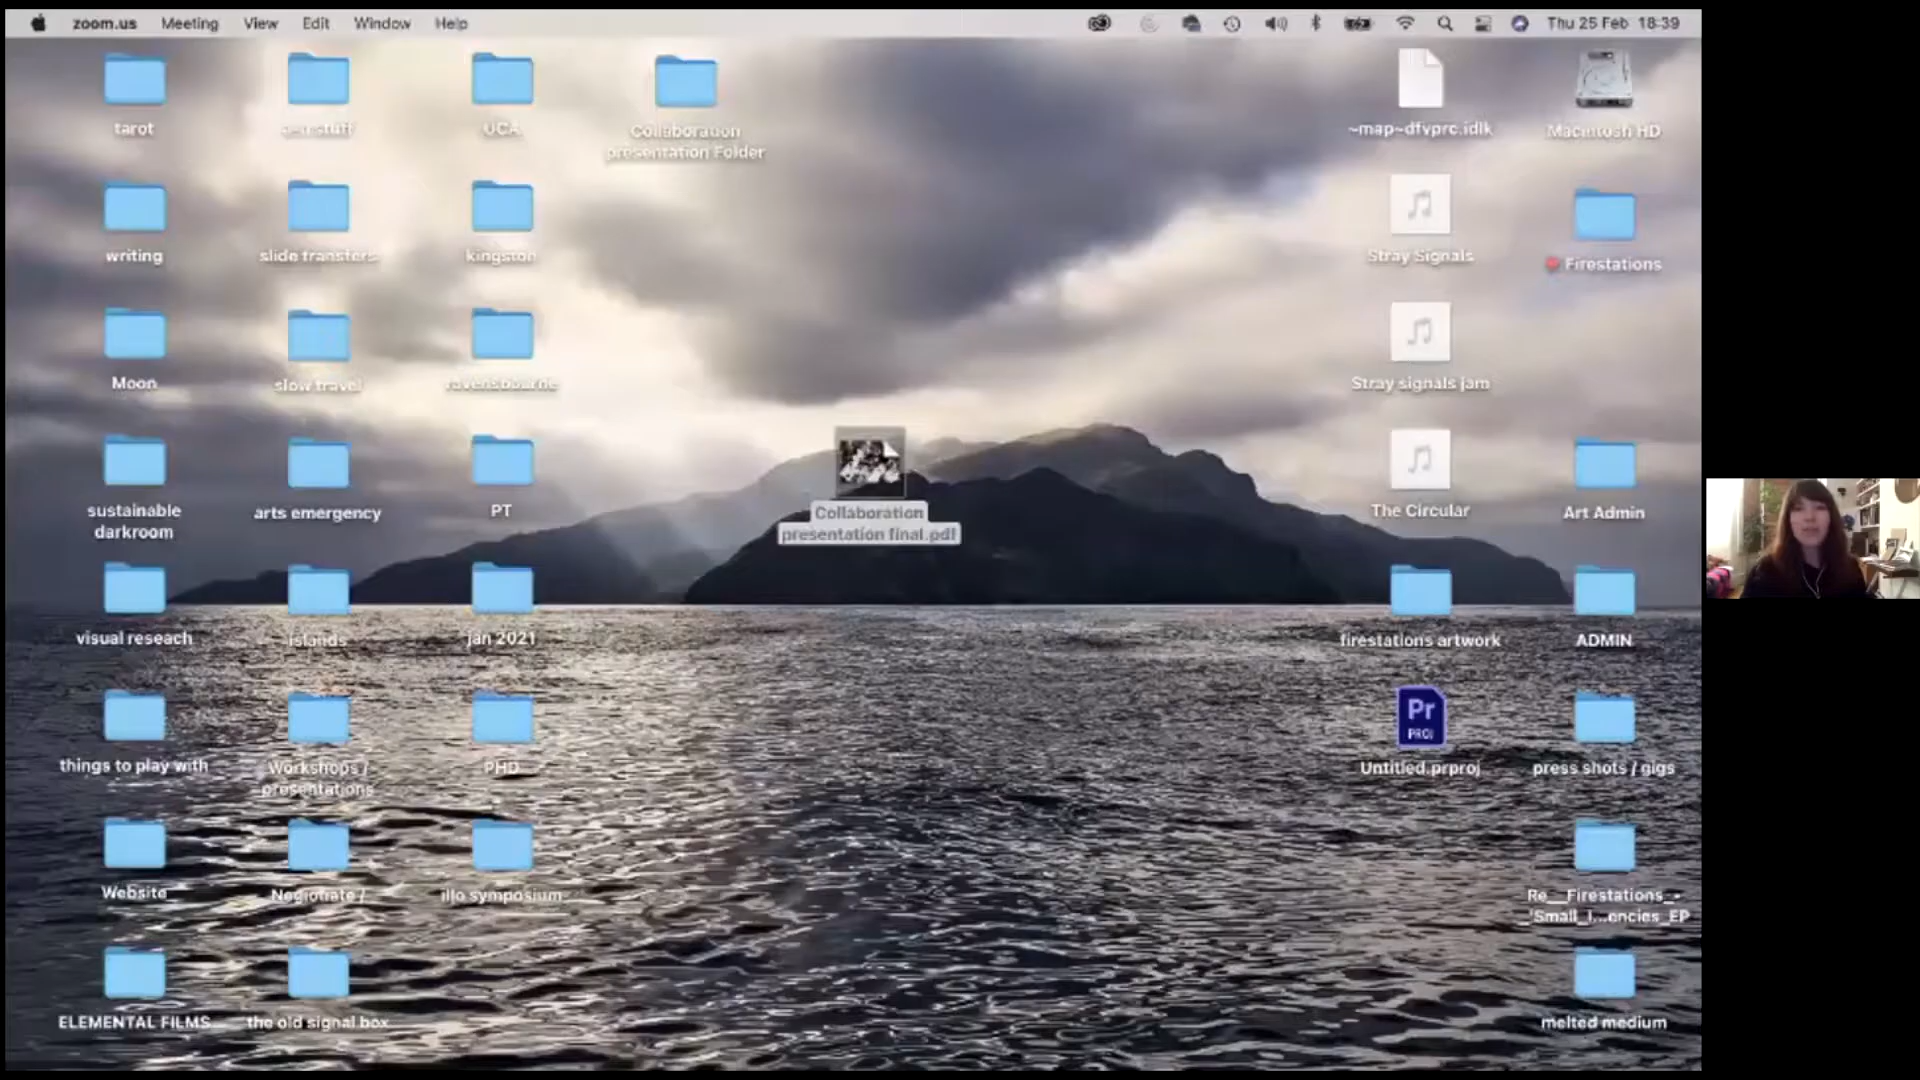 zoom.us Meeting View Edit Window Help
Thu 25 Feb 18:39
tarot
UCA
Collaboration
presentation Folder
~map~dfvprc.idlk
Macintosh HD
writing
slide transfers
kingston
Stray Signals
Firestations
Moon
slow travel
ravensbourne
Stray signals jam
sustainable
darkroom
arts emergency
PT
Collaboration
presentation final.pdf
The Circular
Art Admin
visual reseach
islands
jan 2021
firestations artwork
ADMIN
things to play with
Workshops /
presentations
PHD
Pr
PROJ
Untitled.prproj
press shots / gigs
Website
illo symposium
Re__Firestations_-
_'Small_I...encies_EP
ELEMENTAL FILMS
the old signal box
melted medium